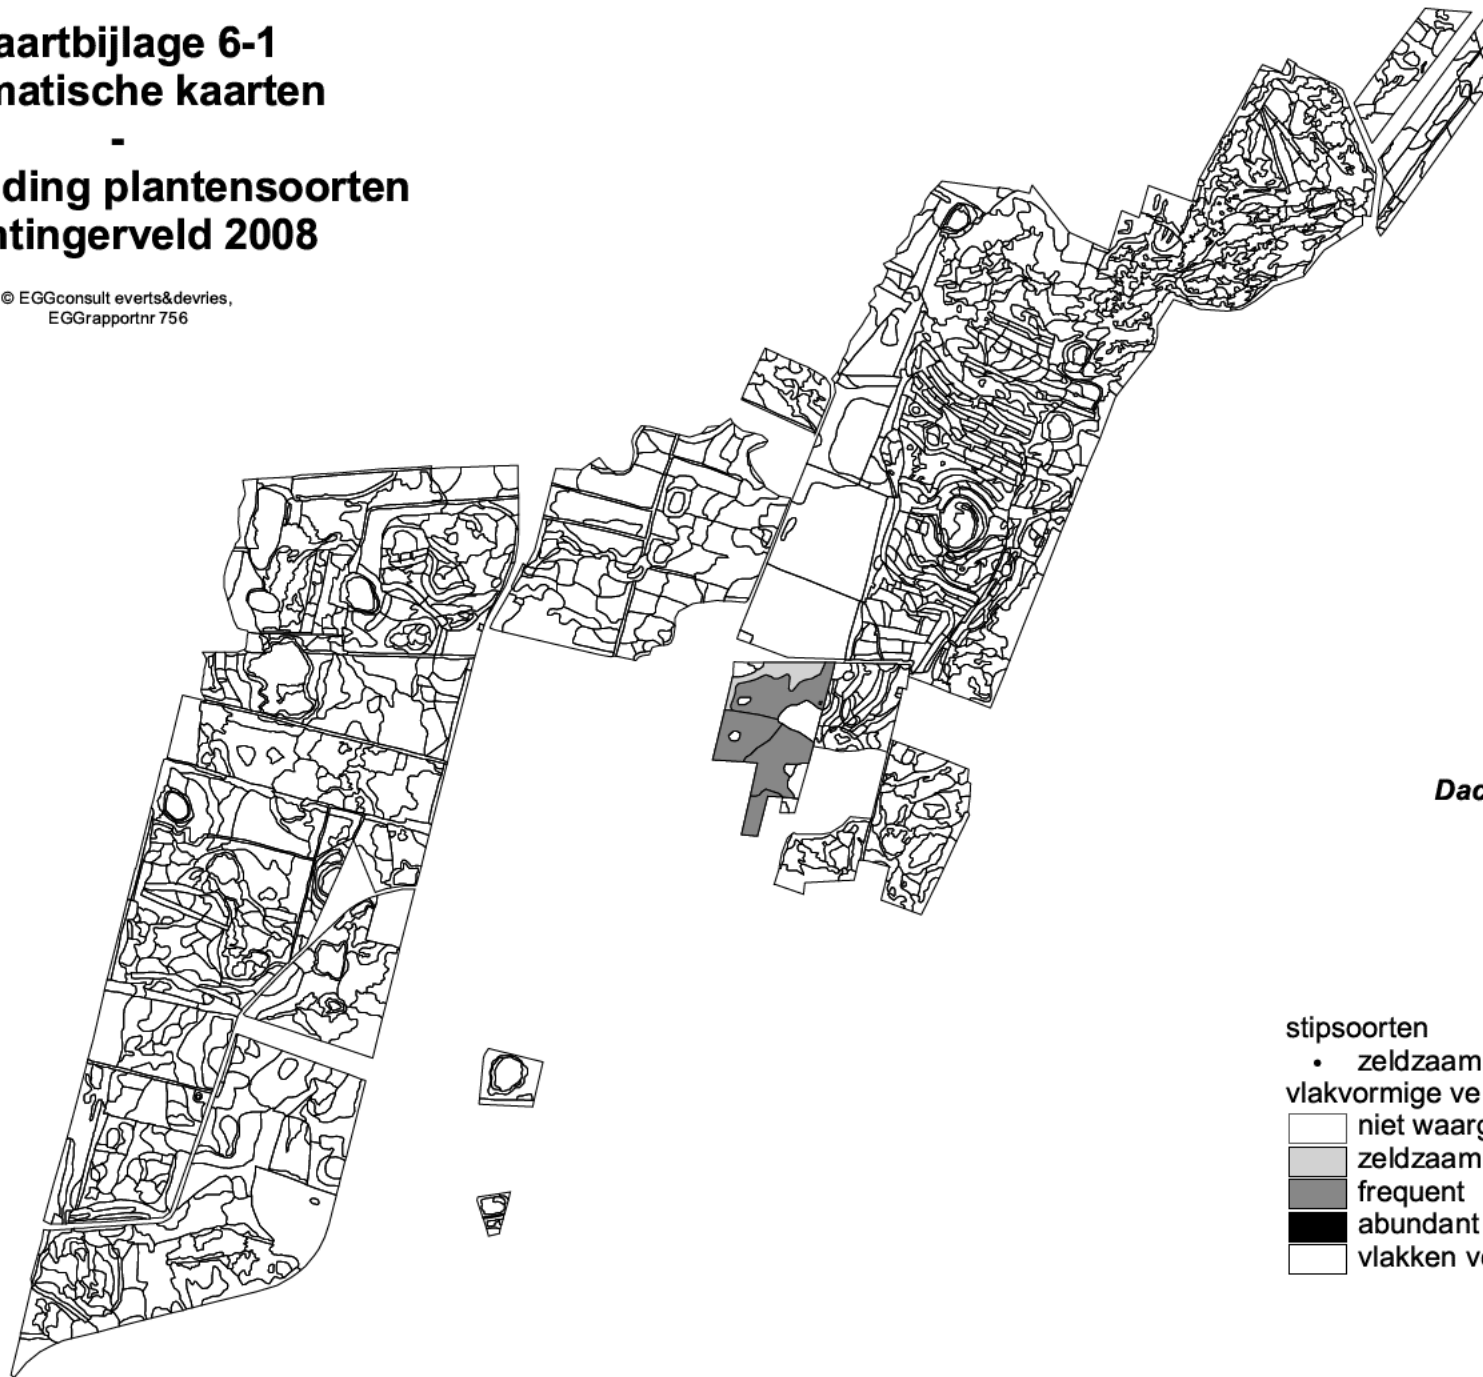 aartbijlage 6-1
matische kaarten
-
ding plantensoorten
ntingerveld 2008
© EGGconsult everts&devries,
EGGrapportnr 756
Dac
stipsoorten
• zeldzaam
vlakvormige ve
niet waarg
zeldzaam
frequent
abundant
vlakken ve